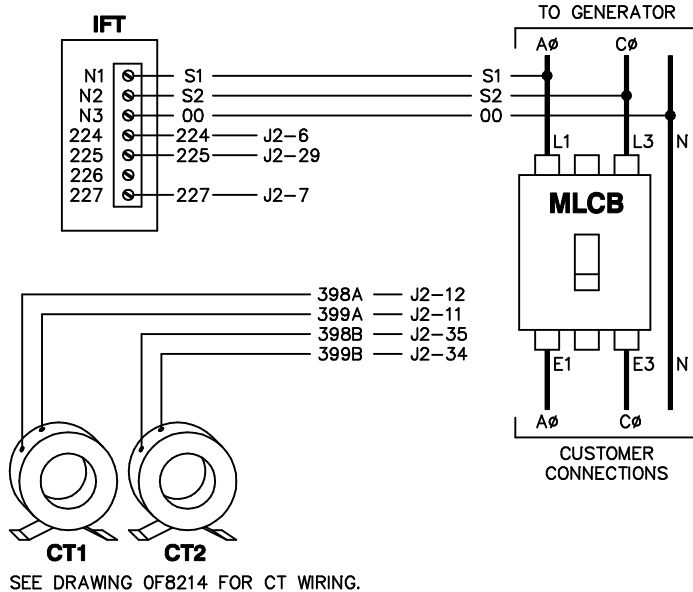 TO GENERATOR
IFT
AØ CØ
N1 S1 S1
N2 S2 S2
N3 00 00
224 224 J2-6
L1 L3 N
225 225 J2-29
226
227 227 J2-7
MLCB
398A J2-12
399A J2-11
398B J2-35
399B J2-34
E1 E3 N
AØ CØ
CUSTOMER
CONNECTIONS
CT1 CT2
SEE DRAWING 0F8214 FOR CT WIRING.